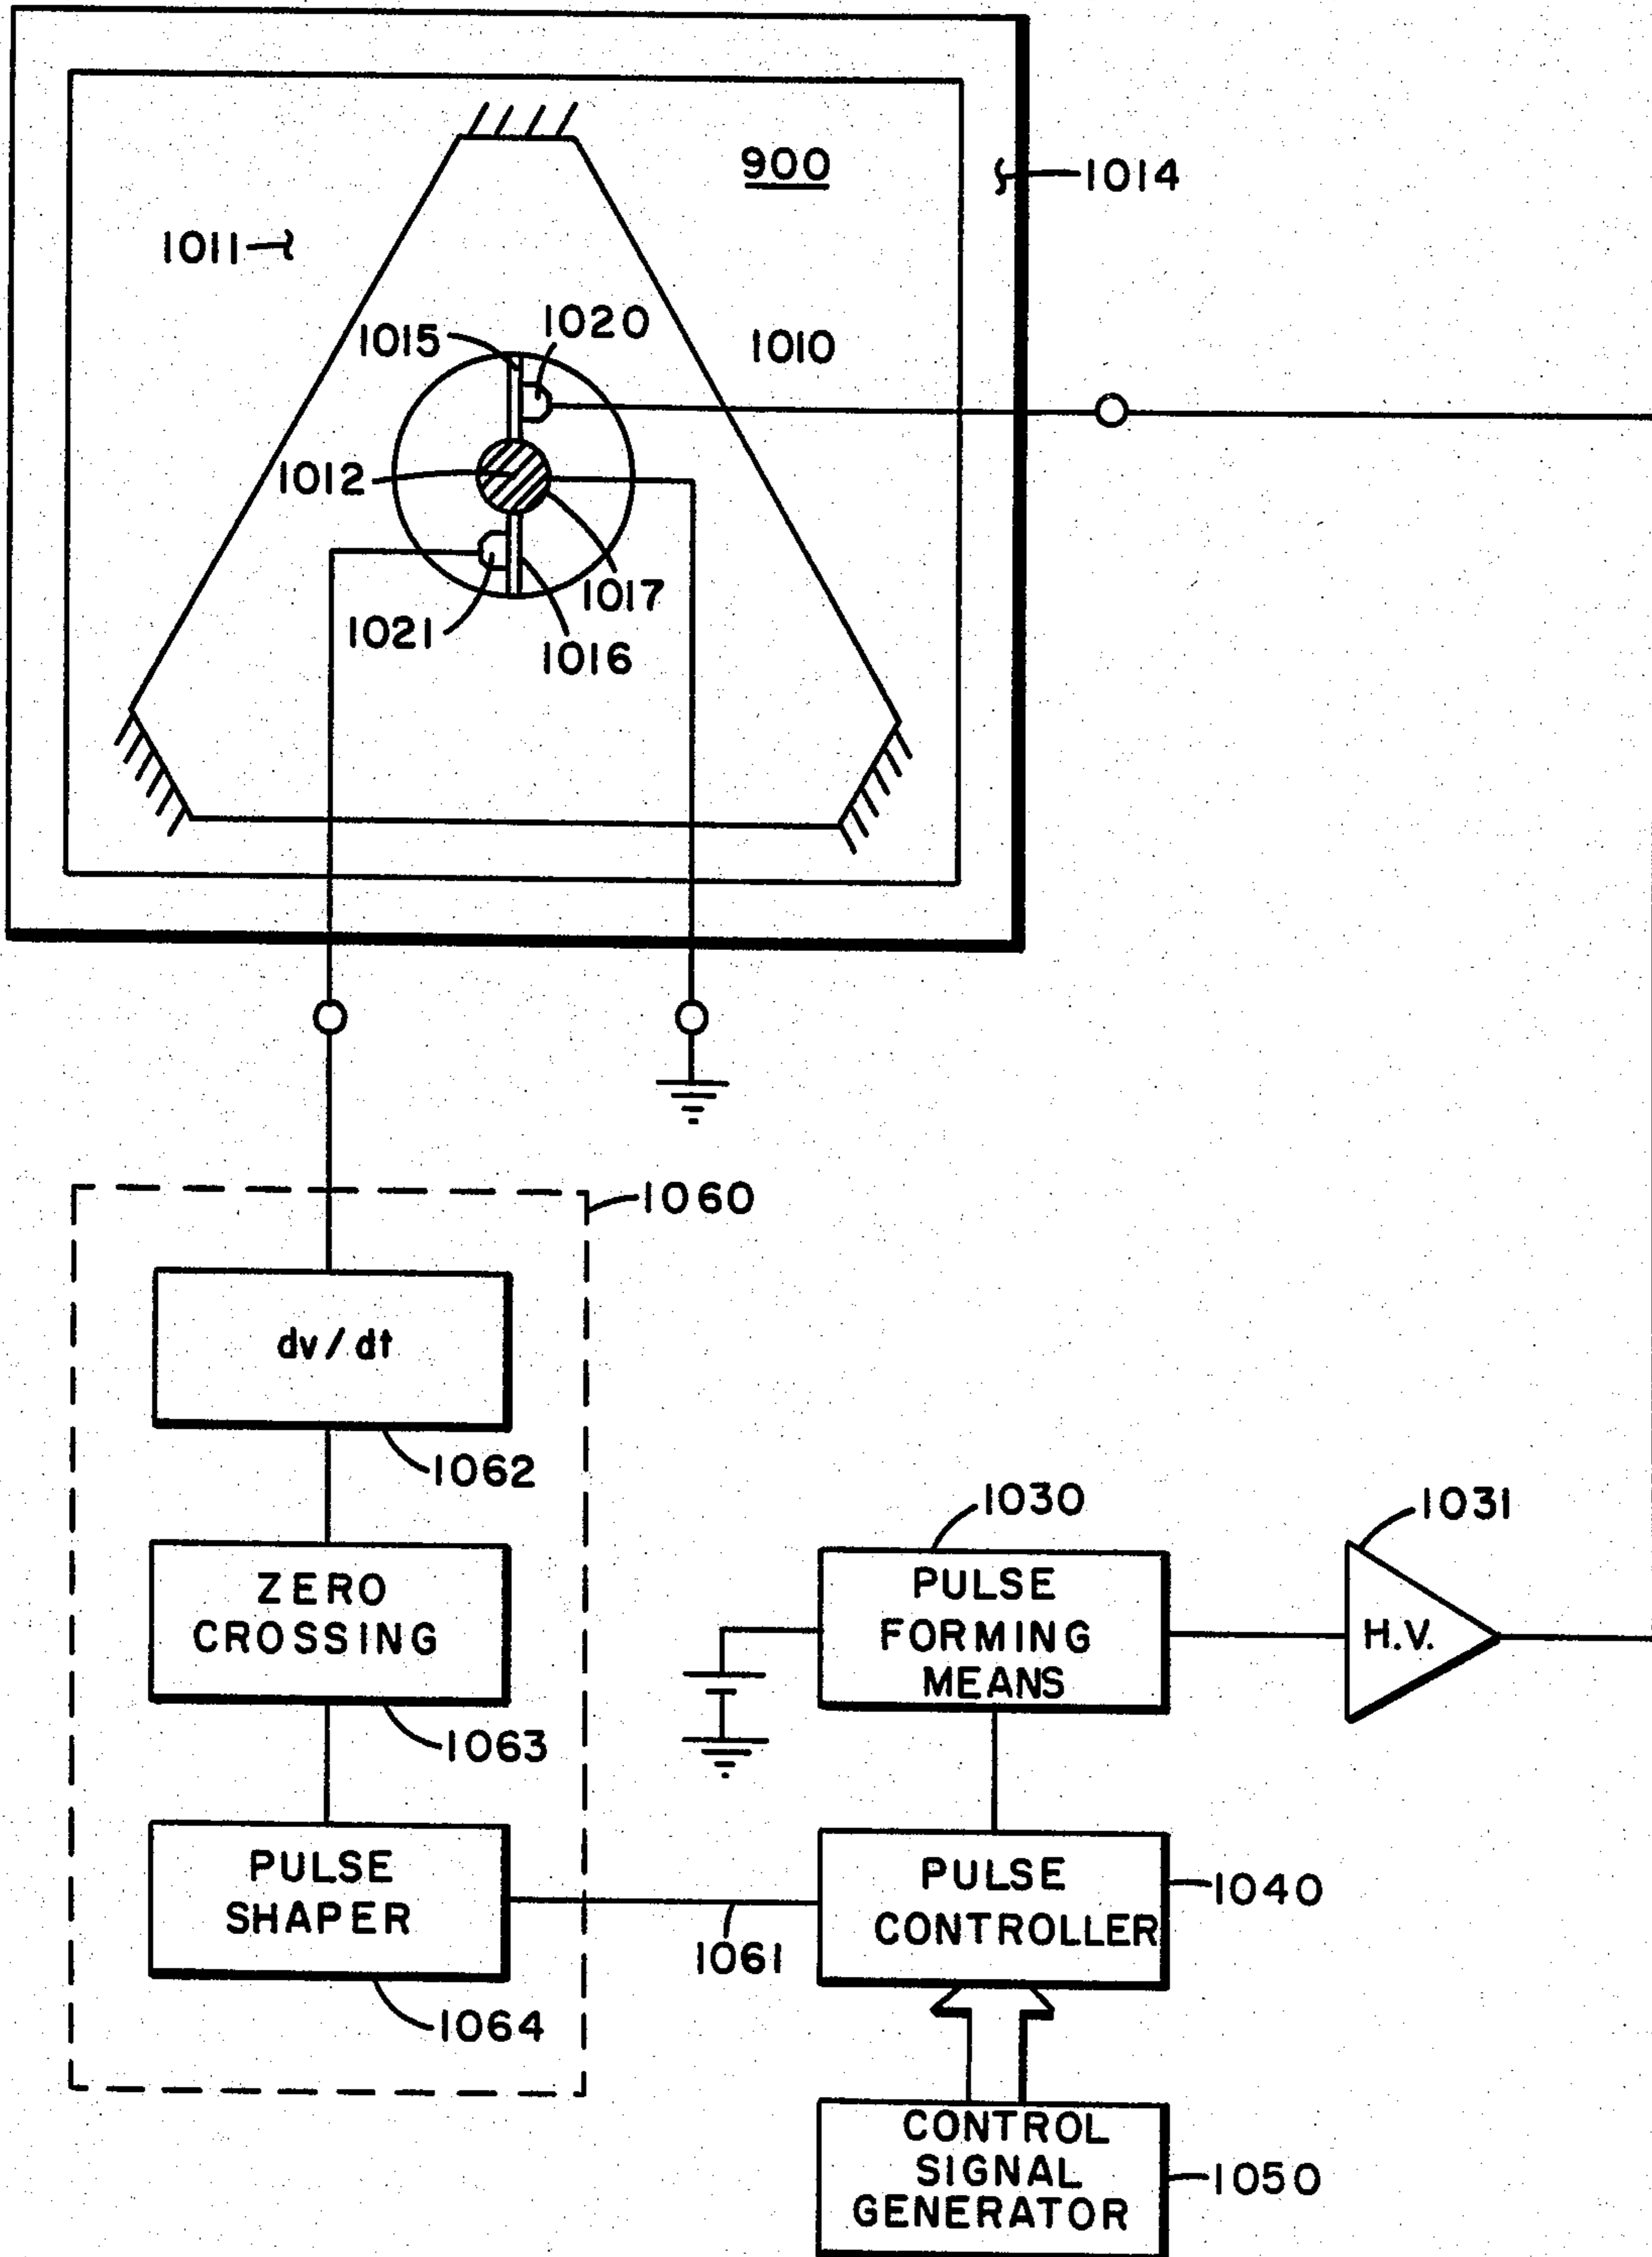 900
1014
1011
1015
1020
1010
1012
1017
1021
1016
1060
dv/dt
1062
1030
1031
ZERO
CROSSING
PULSE
FORMING
MEANS
H.V.
1063
PULSE
SHAPER
PULSE
CONTROLLER
1040
1061
1064
CONTROL
SIGNAL
GENERATOR
1050